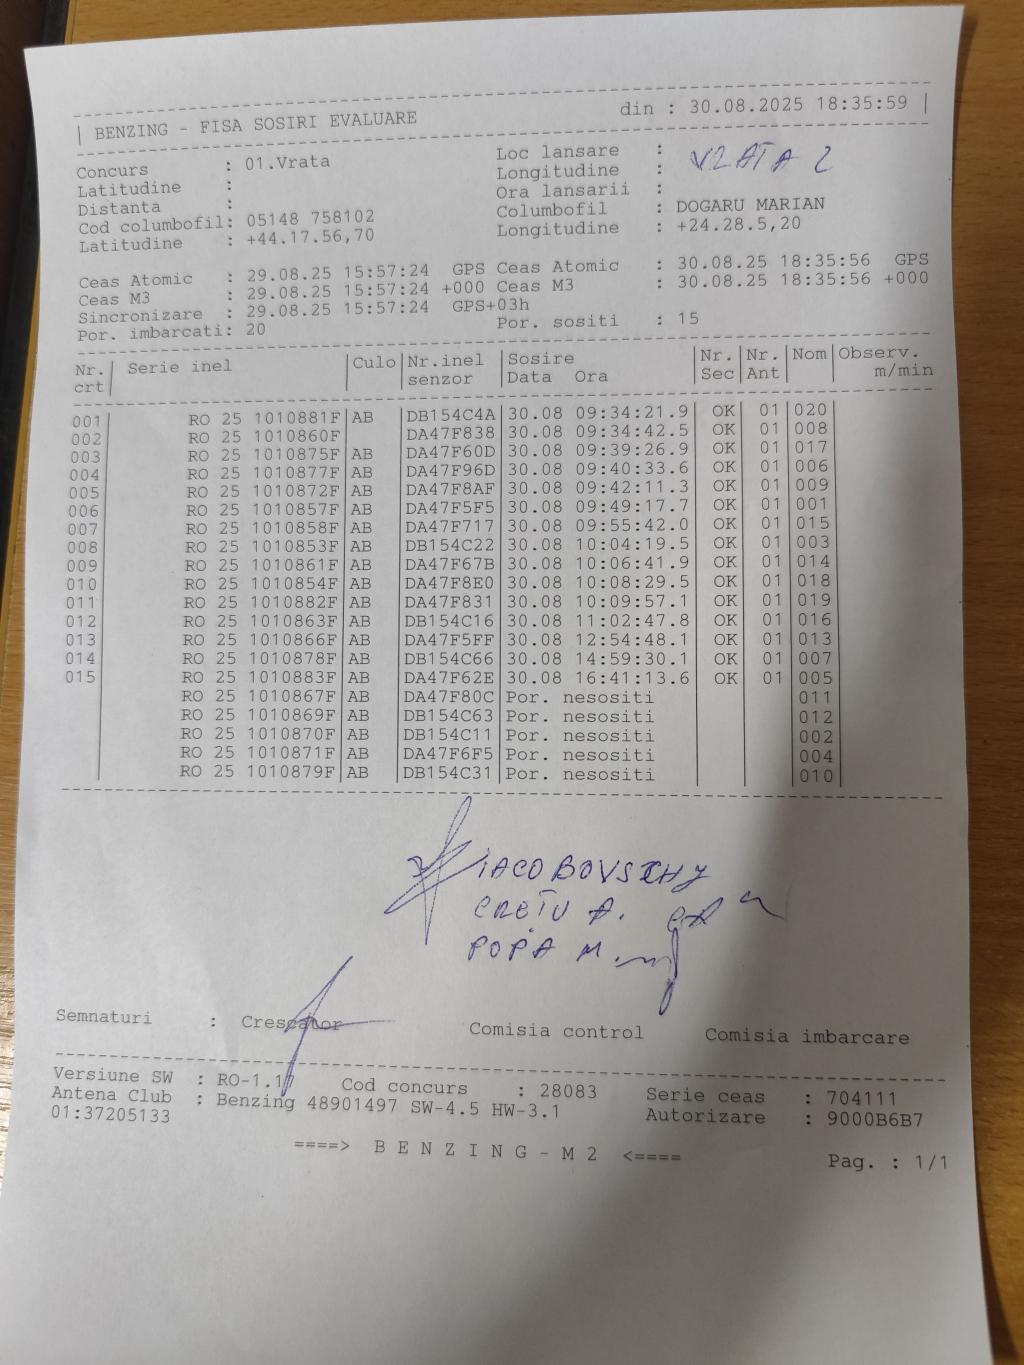 BENZING - FISA SOSIRI EVALUARE din : 30.08.2025 18:35:59
Concurs : 01.Vrata Loc lansare : VRATA 2
Latitudine : Longitudine :
Distanta : Ora lansarii :
Cod columbofil: 05148 758102 Columbofil : DOGARU MARIAN
Latitudine : +44.17.56,70 Longitudine : +24.28.5,20
Ceas Atomic : 29.08.25 15:57:24 GPS Ceas Atomic : 30.08.25 18:35:56 GPS
Ceas M3 : 29.08.25 15:57:24 +000 Ceas M3 : 30.08.25 18:35:56 +000
Sincronizare : 29.08.25 15:57:24 GPS+03h
Por. imbarcati: 20 Por. sositi : 15
Nr. Serie inel Culo Nr.inel Sosire Nr. Nr. Nom Observ.
crt senzor Data Ora Sec Ant m/min
001 RO 25 1010881F AB DB154C4A 30.08 09:34:21.9 OK 01 020
002 RO 25 1010860F DA47F838 30.08 09:34:42.5 OK 01 008
003 RO 25 1010875F AB DA47F60D 30.08 09:39:26.9 OK 01 017
004 RO 25 1010877F AB DA47F96D 30.08 09:40:33.6 OK 01 006
005 RO 25 1010872F AB DA47F8AF 30.08 09:42:11.3 OK 01 009
006 RO 25 1010857F AB DA47F5F5 30.08 09:49:17.7 OK 01 001
007 RO 25 1010858F AB DA47F717 30.08 09:55:42.0 OK 01 015
008 RO 25 1010853F AB DB154C22 30.08 10:04:19.5 OK 01 003
009 RO 25 1010861F AB DA47F67B 30.08 10:06:41.9 OK 01 014
010 RO 25 1010854F AB DA47F8E0 30.08 10:08:29.5 OK 01 018
011 RO 25 1010882F AB DA47F831 30.08 10:09:57.1 OK 01 019
012 RO 25 1010863F AB DB154C16 30.08 11:02:47.8 OK 01 016
013 RO 25 1010866F AB DA47F5FF 30.08 12:54:48.1 OK 01 013
014 RO 25 1010878F AB DB154C66 30.08 14:59:30.1 OK 01 007
015 RO 25 1010883F AB DA47F62E 30.08 16:41:13.6 OK 01 005
RO 25 1010867F AB DA47F80C Por. nesositi 011
RO 25 1010869F AB DB154C63 Por. nesositi 012
RO 25 1010870F AB DB154C11 Por. nesositi 002
RO 25 1010871F AB DA47F6F5 Por. nesositi 004
RO 25 1010879F AB DB154C31 Por. nesositi 010
IACOBOVSCHY
CREȚU A.
POPA M.
Semnaturi : Crescator Comisia control Comisia imbarcare
Versiune SW : RO-1.17 Cod concurs : 28083 Serie ceas : 704111
Antena Club : Benzing 48901497 SW-4.5 HW-3.1 Autorizare : 9000B6B7
01:37205133
====> B E N Z I N G - M 2 <====
Pag. : 1/1